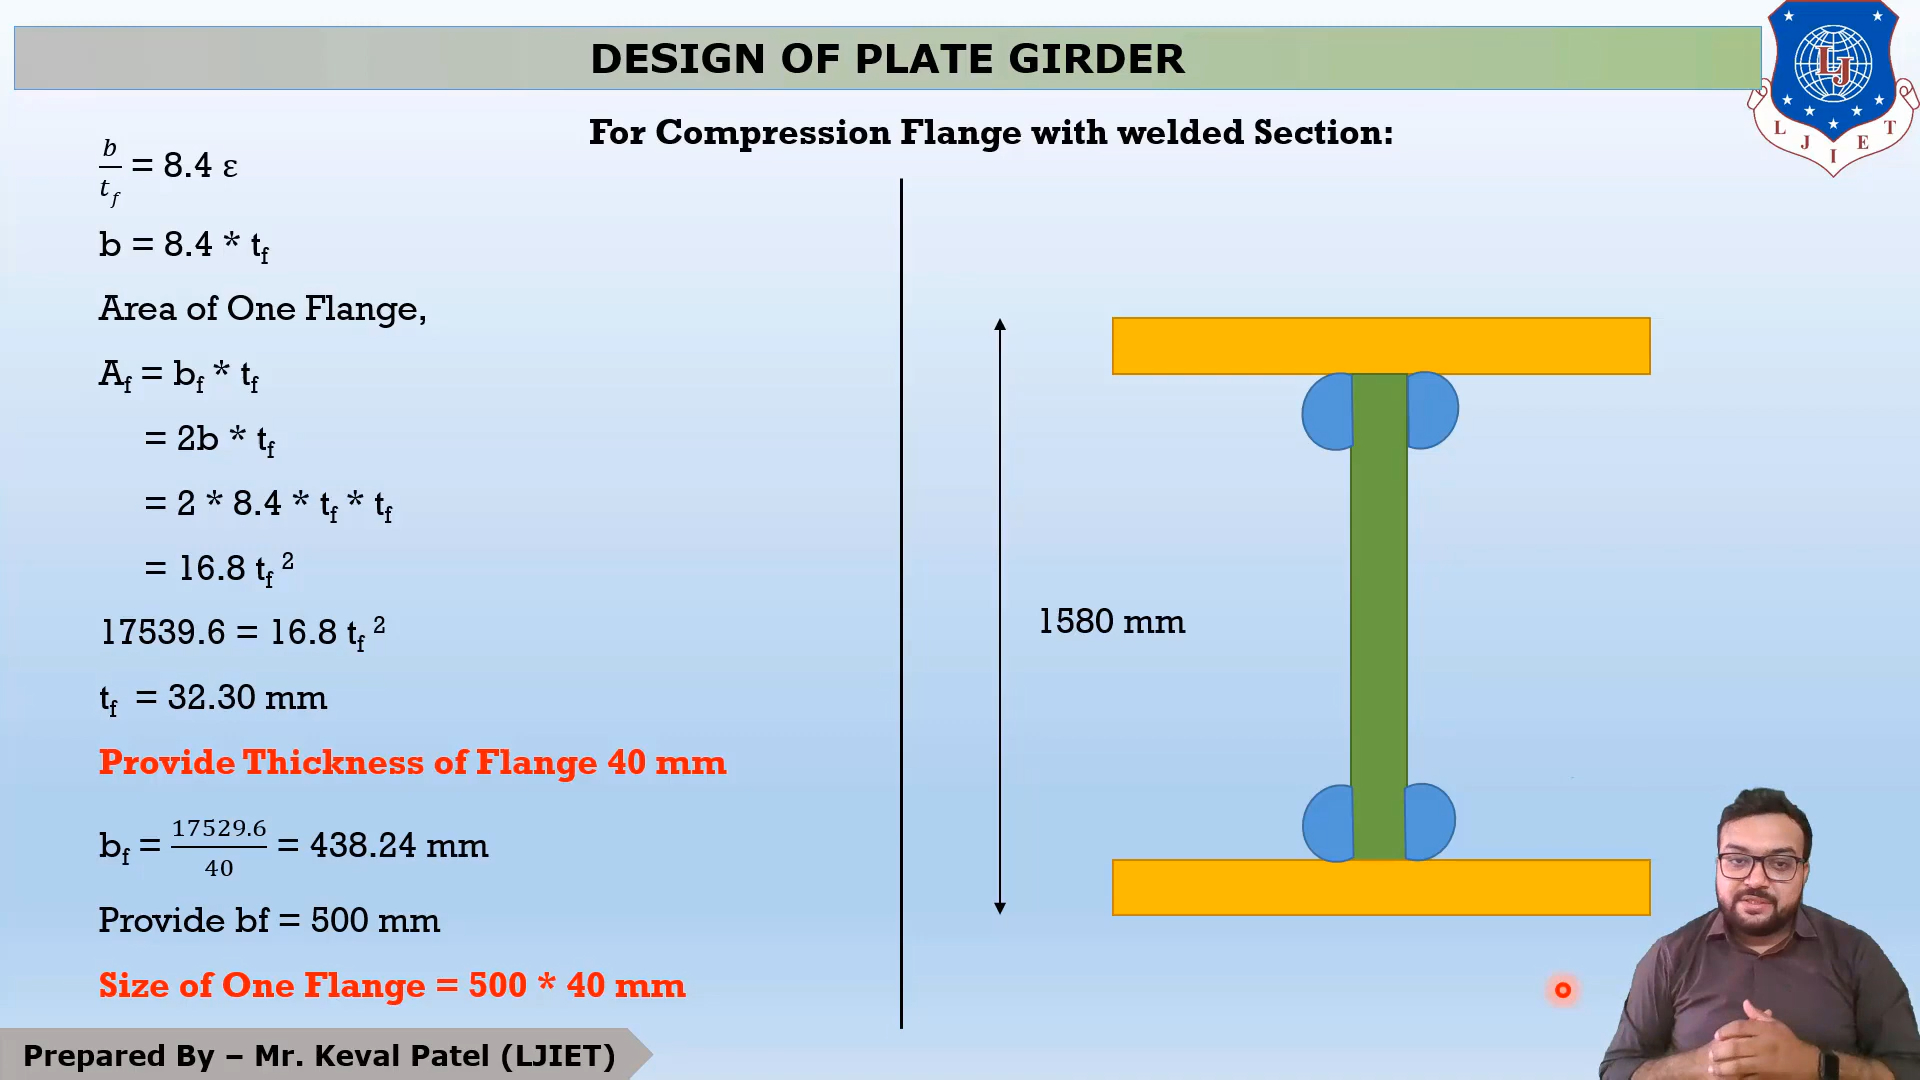 DESIGN OF PLATE GIRDER
LJ
L J I E T
For Compression Flange with welded Section:
b/t_f = 8.4 ε
b = 8.4 * t_f
Area of One Flange,
A_f = b_f * t_f
= 2b * t_f
= 2 * 8.4 * t_f * t_f
= 16.8 t_f ²
17539.6 = 16.8 t_f ²
t_f = 32.30 mm
Provide Thickness of Flange 40 mm
b_f = 17529.6/40 = 438.24 mm
Provide bf = 500 mm
Size of One Flange = 500 * 40 mm
1580 mm
Prepared By – Mr. Keval Patel (LJIET)